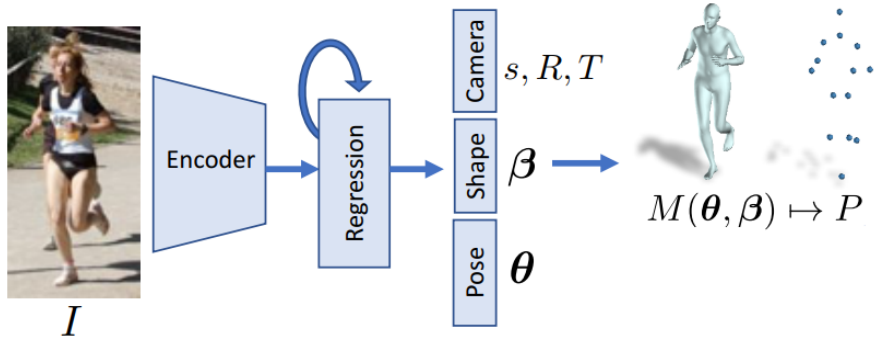 I
Encoder
Regression
Camera
s, R, T
Shape
β
Pose
θ
M(θ, β) ↦ P